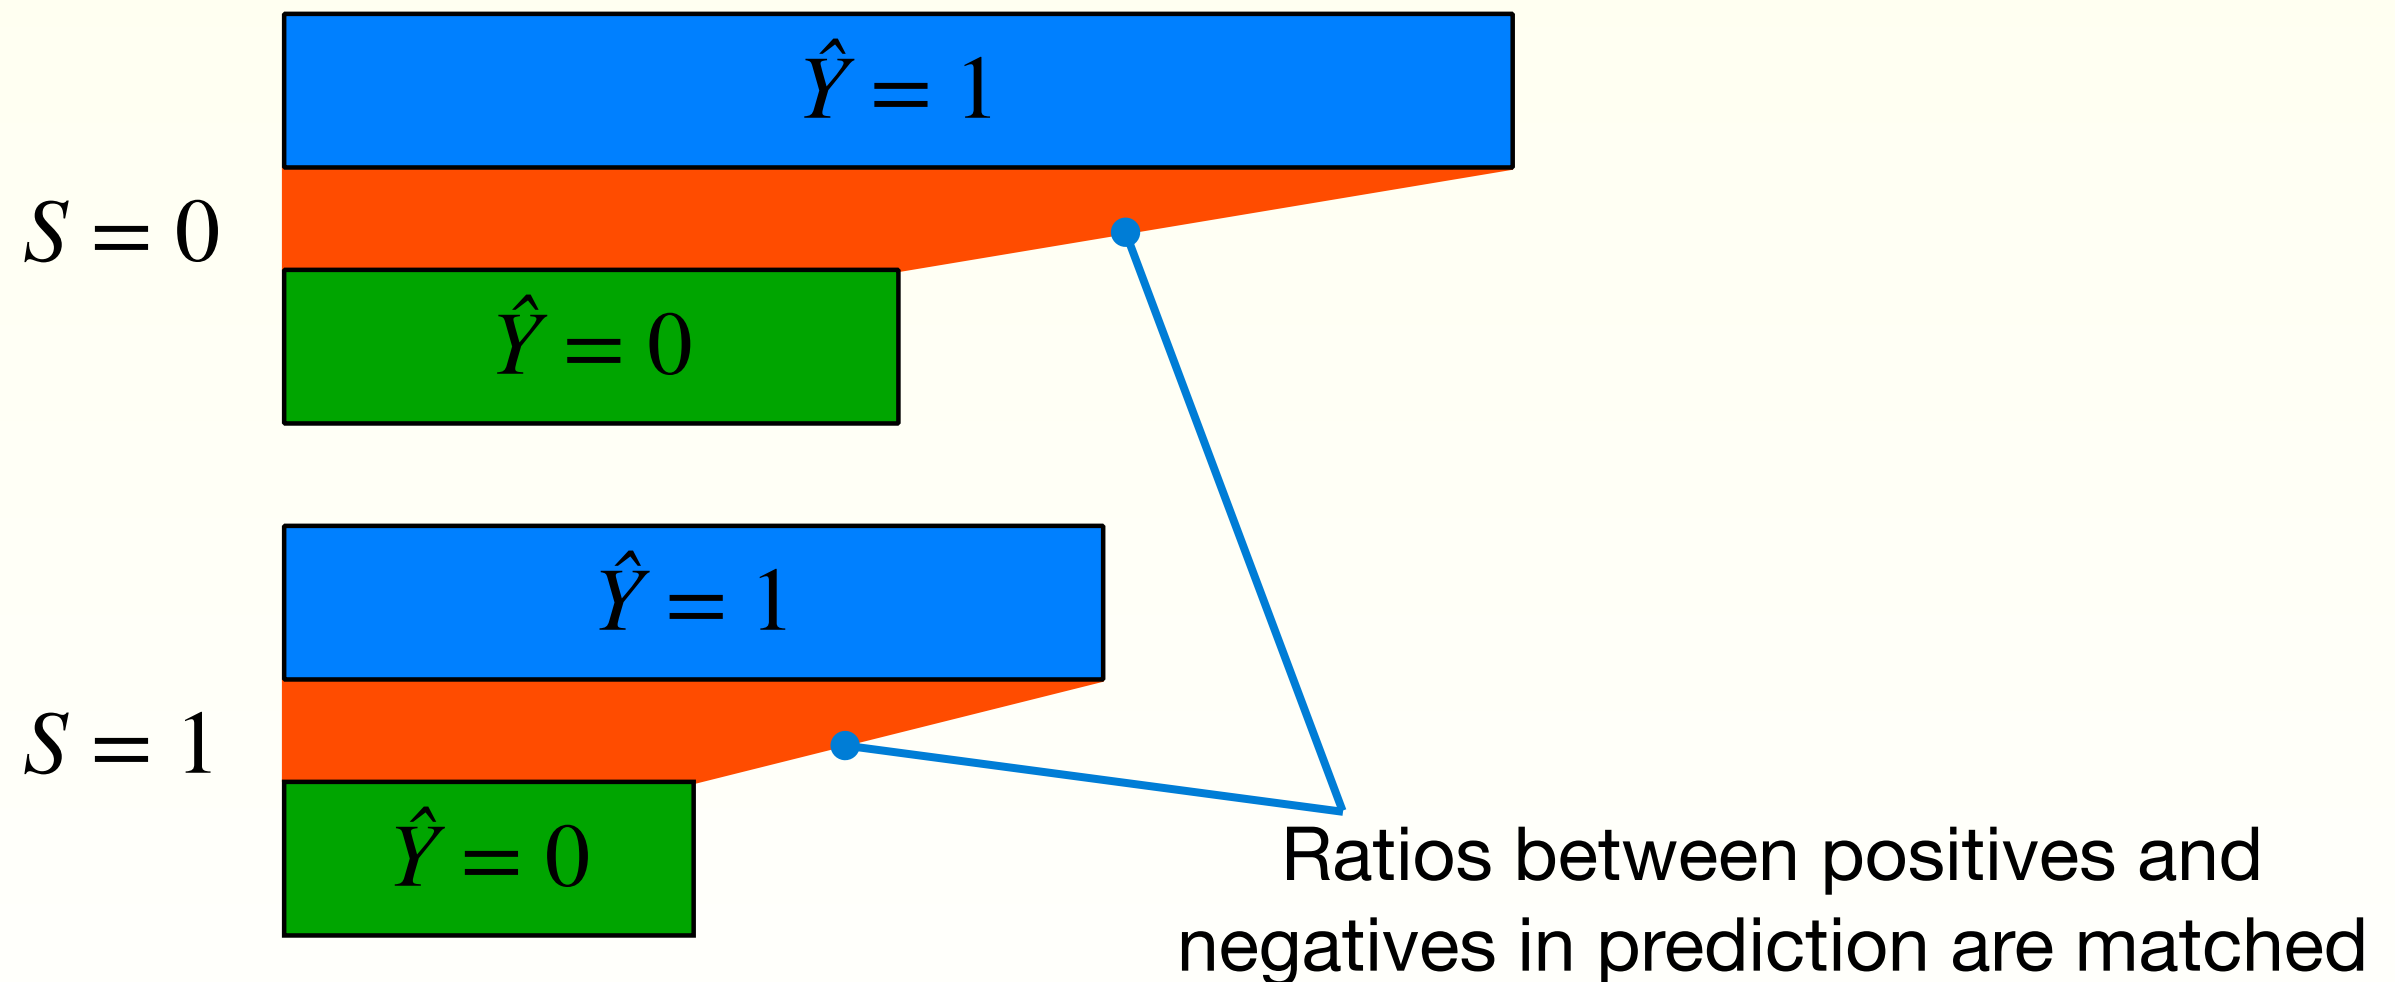 Ŷ = 1
S = 0
Ŷ = 0
Ŷ = 1
S = 1
Ŷ = 0
Ratios between positives and
negatives in prediction are matched